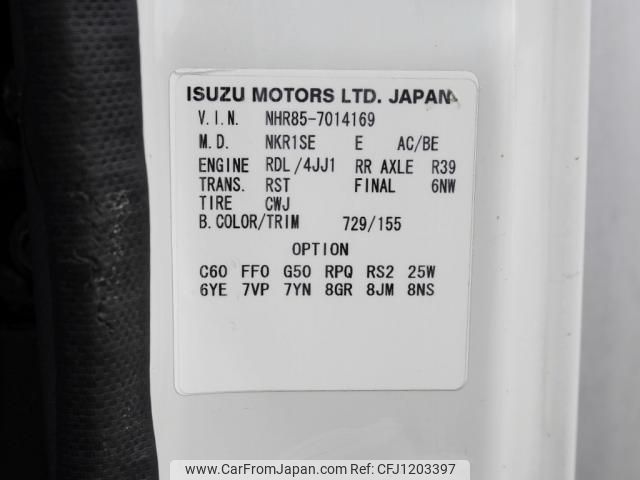 ISUZU MOTORS LTD. JAPAN
V.I.N. NHR85-7014169
M.D. NKR1SE E AC/BE
ENGINE RDL/4JJ1 RR AXLE R39
TRANS. RST FINAL 6NW
TIRE CWJ
B.COLOR/TRIM 729/155
OPTION
C60 FF0 G50 RPQ RS2 25W
6YE 7VP 7YN 8GR 8JM 8NS
www.CarFromJapan.com - CFJ1203397